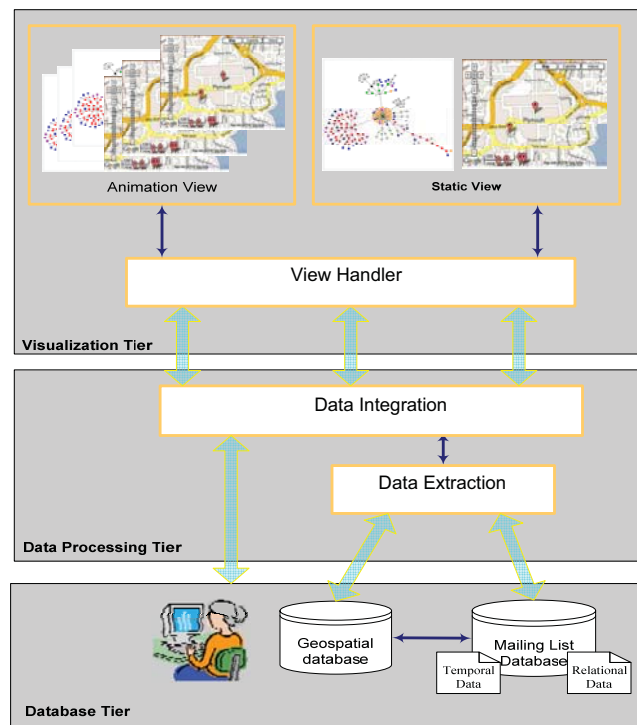 Animation View
Static View
View Handler
Visualization Tier
Data Integration
Data Extraction
Data Processing Tier
Geospatial
database
Mailing List
Database
Temporal
Data
Relational
Data
Database Tier